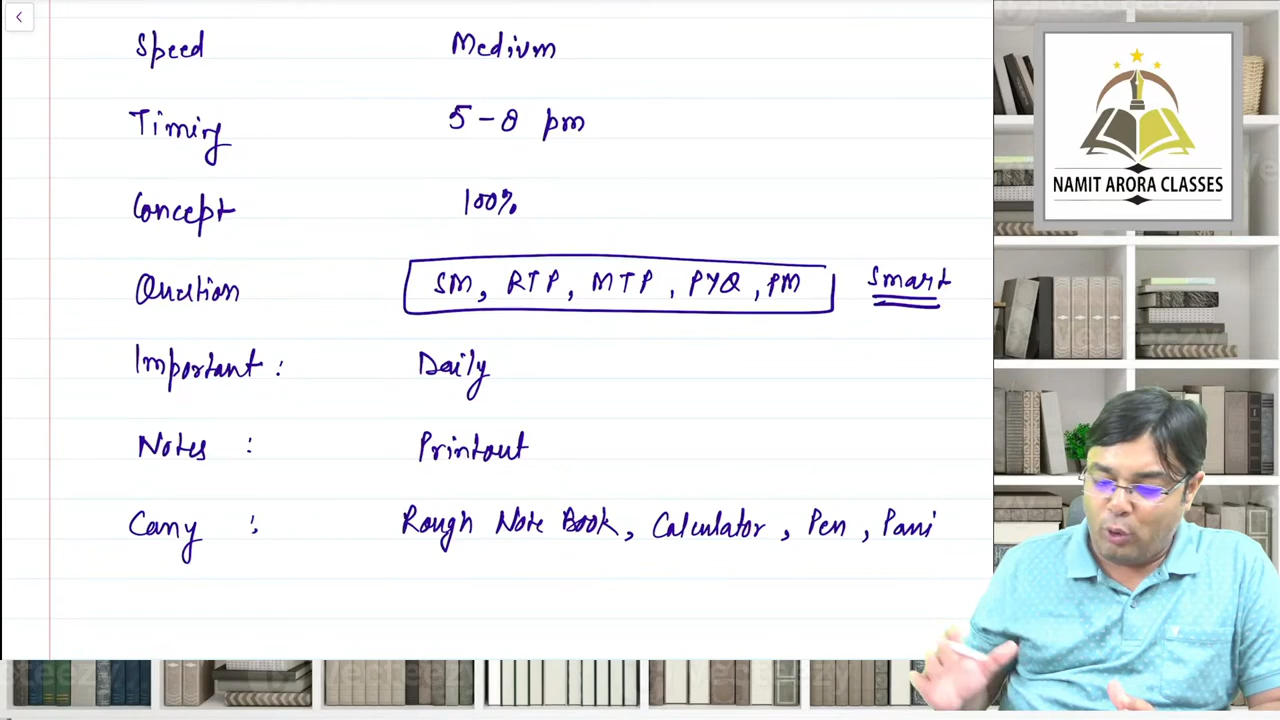 Speed Medium
Timing 5-8 pm
Concept 100%
Question SM, RTP, MTP, PYQ, PM Smart
Important : Daily
Notes : Printout
Carry : Rough Note Book, Calculator, Pen, Pani
NAMIT ARORA CLASSES